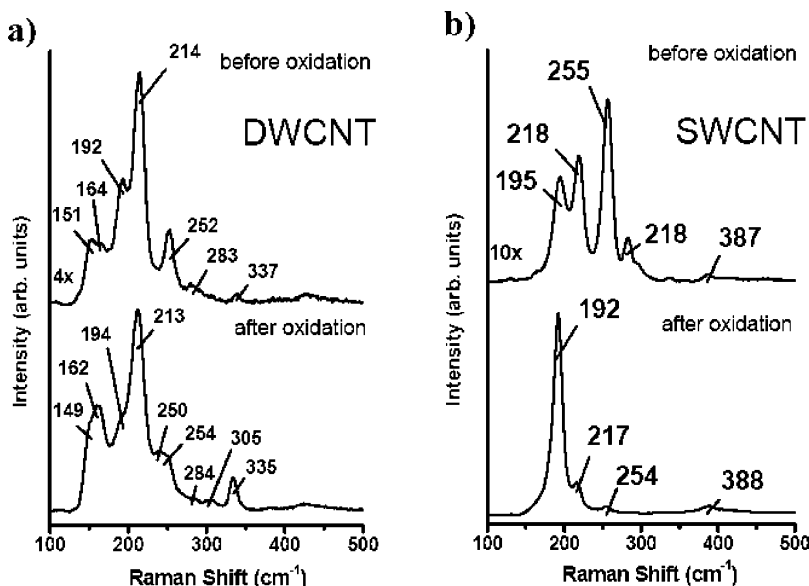 a)
before oxidation
DWCNT
214
192
164
151
252
283
337
4x
after oxidation
213
194
162
149
250
254
305
284
335
Intensity (arb. units)
100 200 300 400 500
Raman Shift (cm-1)
b)
before oxidation
SWCNT
255
218
195
218
387
10x
after oxidation
192
217
254
388
Intensity (arb. units)
100 200 300 400 500
Raman Shift (cm-1)